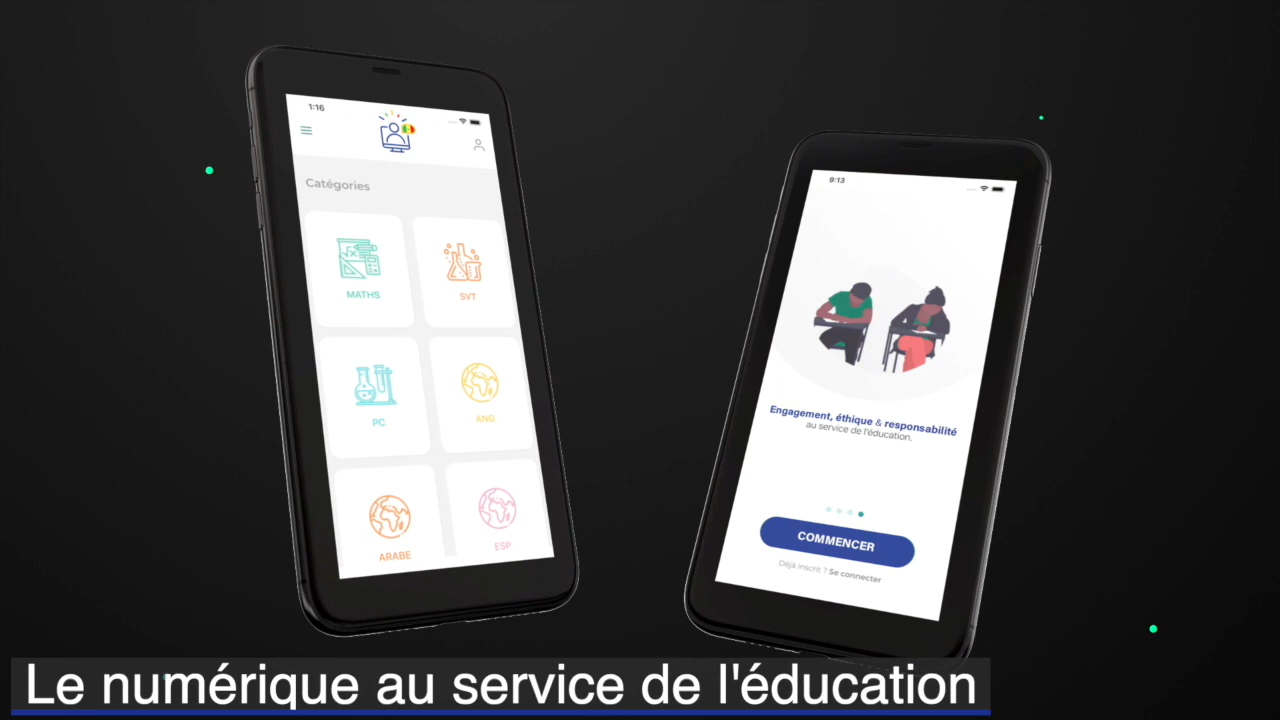 1:16
Catégories
MATHS
SVT
PC
ANG
ARABE
ESP
9:13
Engagement, éthique & responsabilité
au service de l'éducation.
COMMENCER
Déjà inscrit ? Se connecter
Le numérique au service de l'éducation